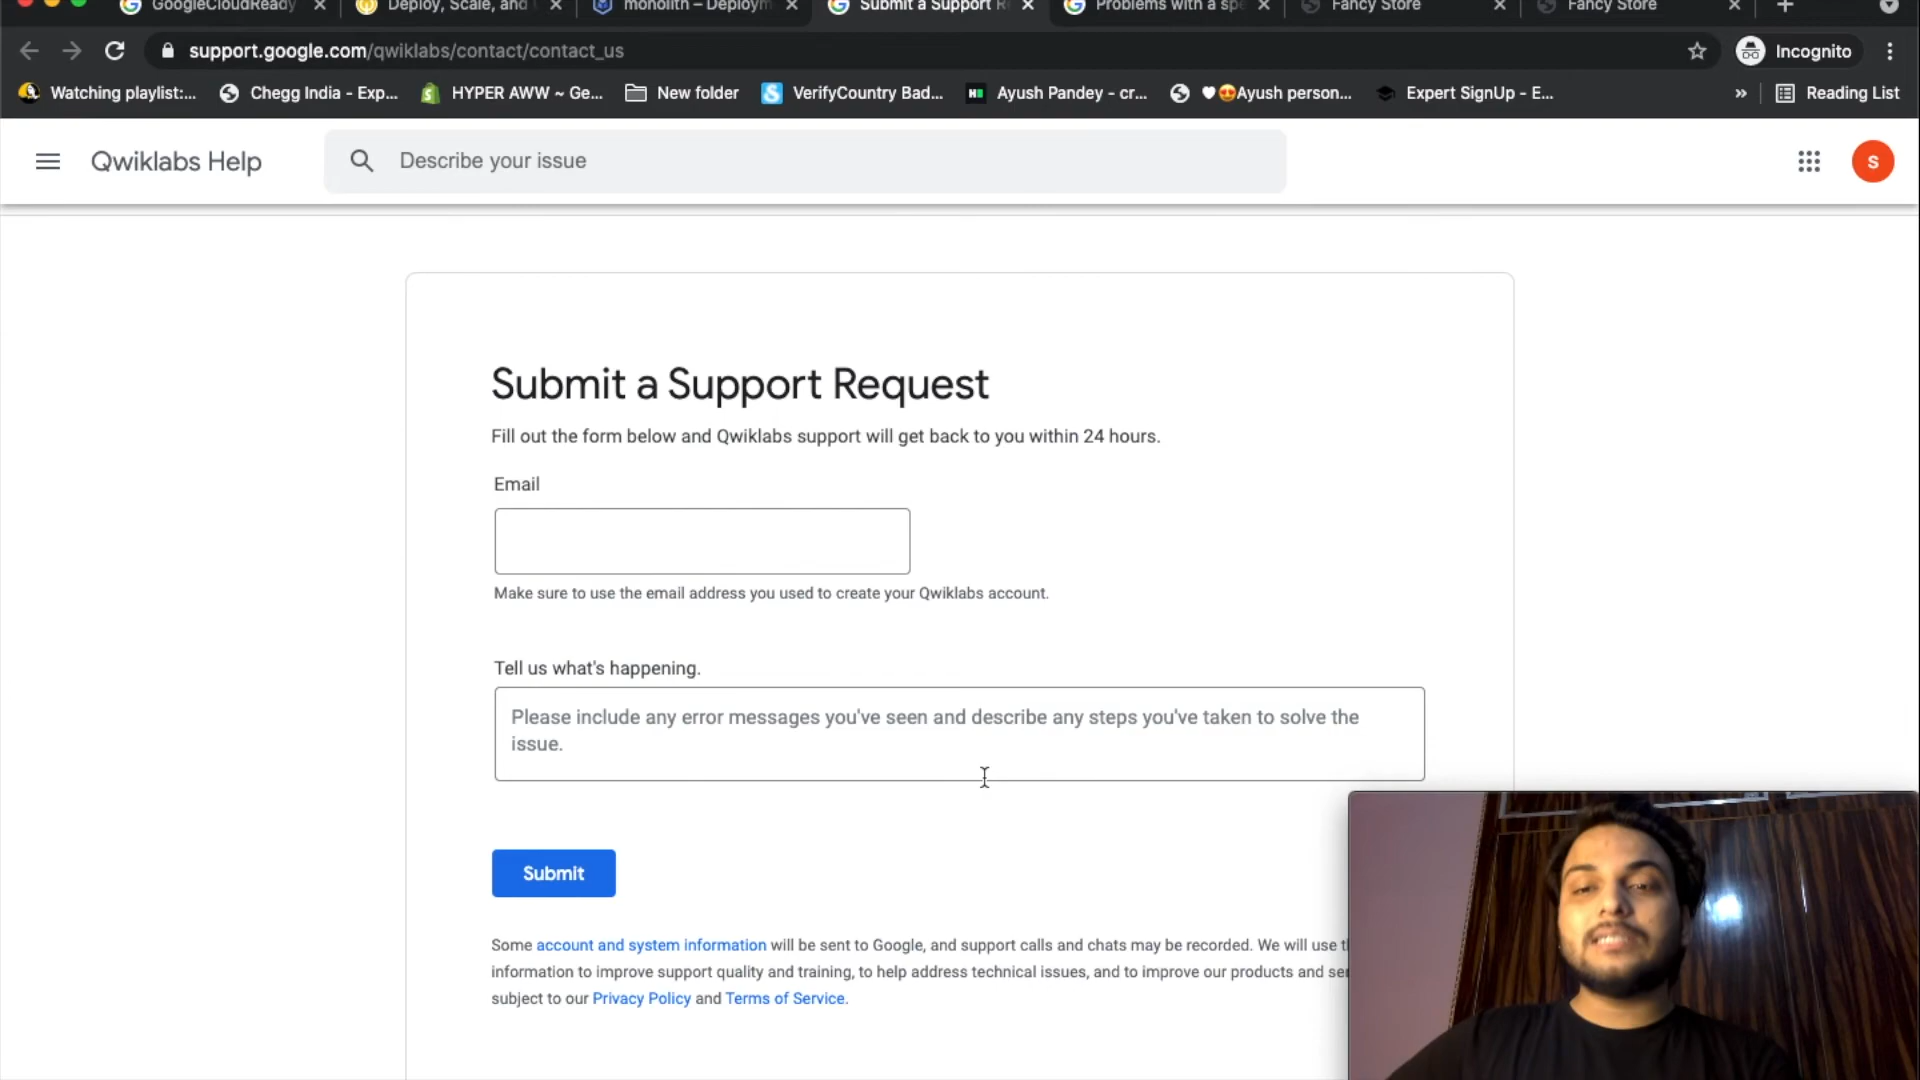 GoogleCloudReady
Deploy, Scale, and
monolith – Deploym
Submit a Support R
Problems with a spe
Fancy Store
Fancy Store
support.google.com/qwiklabs/contact/contact_us
Incognito
Watching playlist:...
Chegg India - Exp...
HYPER AWW ~ Ge...
New folder
VerifyCountry Bad...
Ayush Pandey - cr...
♥😍Ayush person...
Expert SignUp - E...
»
Reading List
Qwiklabs Help
Describe your issue
S
Submit a Support Request
Fill out the form below and Qwiklabs support will get back to you within 24 hours.
Email
Make sure to use the email address you used to create your Qwiklabs account.
Tell us what's happening.
Please include any error messages you've seen and describe any steps you've taken to solve the
issue.
Submit
Some account and system information will be sent to Google, and support calls and chats may be recorded. We will use
information to improve support quality and training, to help address technical issues, and to improve our products and
subject to our Privacy Policy and Terms of Service.